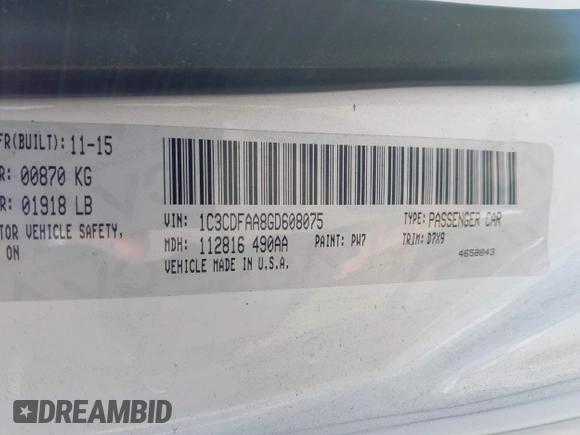 FR(BUILT): 11-15
R: 00870 KG
R: 01918 LB
TOR VEHICLE SAFETY,
ON
VIN: 1C3CDFAA8GD608075 TYPE: PASSENGER CAR
MDH: 112816 490AA PAINT: PW7 TRIM: D7X9
VEHICLE MADE IN U.S.A. 4658843
DREAMBID